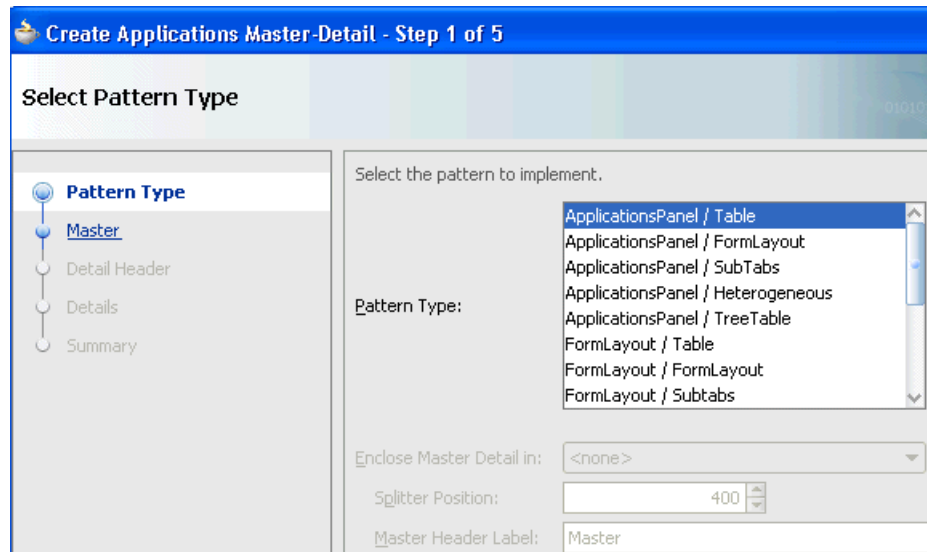 Create Applications Master-Detail - Step 1 of 5
Select Pattern Type
01010
Pattern Type
Master
Detail Header
Details
Summary
Select the pattern to implement.
Pattern Type:
ApplicationsPanel / Table
ApplicationsPanel / FormLayout
ApplicationsPanel / SubTabs
ApplicationsPanel / Heterogeneous
ApplicationsPanel / TreeTable
FormLayout / Table
FormLayout / FormLayout
FormLayout / Subtabs
Enclose Master Detail in: <none>
Splitter Position: 400
Master Header Label: Master